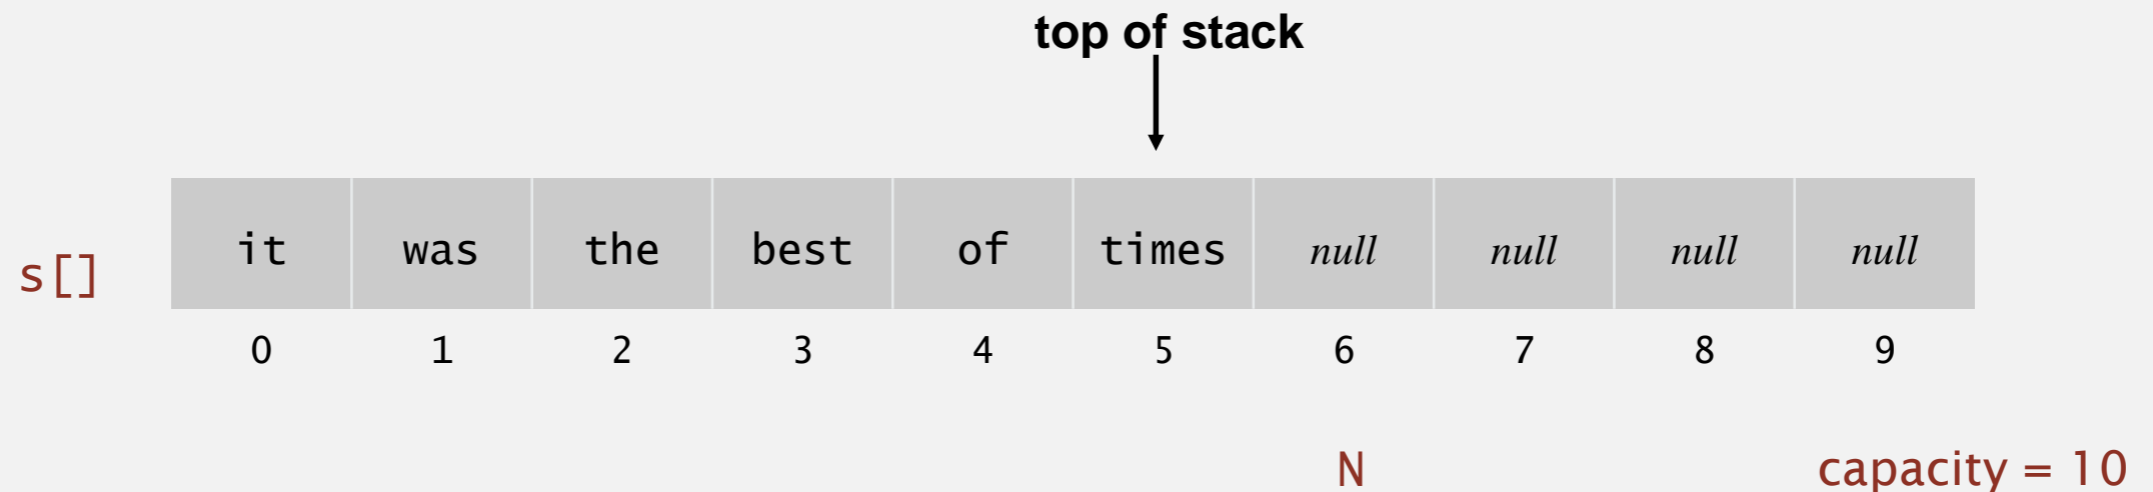 top of stack
s[] it was the best of times null null null null
0 1 2 3 4 5 6 7 8 9
N capacity = 10